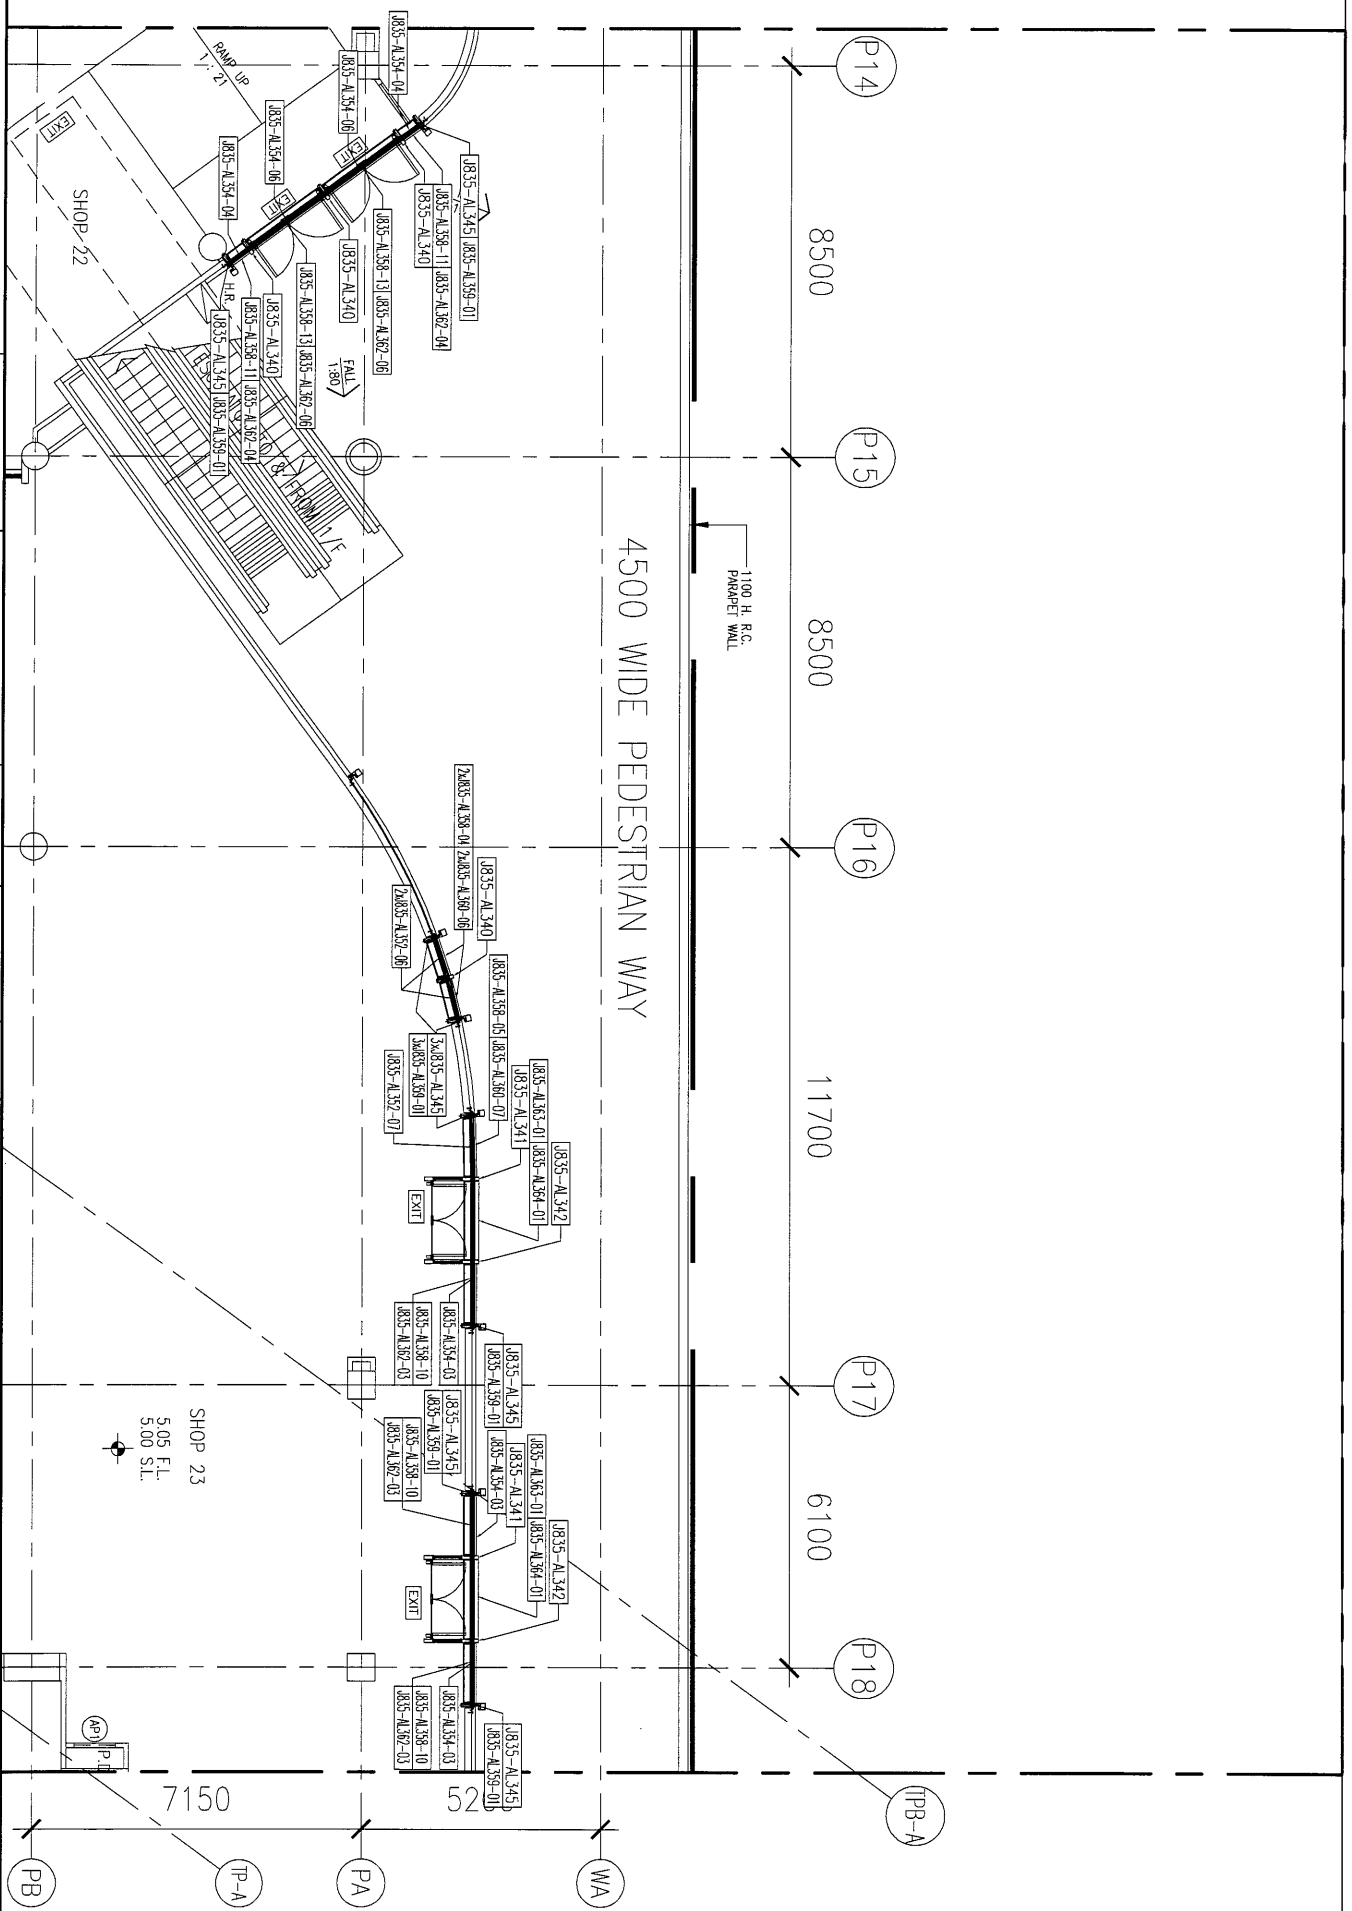 P14
P15
P16
P17
P18
8500
8500
11700
6100
1100 H. R.C.
PARAPET WALL
4500 WIDE PEDESTRIAN WAY
RAMP UP
1 : 21
EXIT
SHOP 22
J835-AL354-04
J835-AL354-06
J835-AL354-06
J835-AL354-04
EXIT
EXIT
J835-AL345
J835-AL359-01
J835-AL358-11
J835-AL362-04
J835-AL340
J835-AL358-13
J835-AL362-06
J835-AL340
J835-AL358-13
J835-AL362-06
J835-AL340
J835-AL358-11
J835-AL362-04
J835-AL345
J835-AL359-01
H.R.
FALL
1:80
& FROM 1/F
2xJ835-AL358-04
2xJ835-AL360-06
J835-AL340
2xJ835-AL352-06
J835-AL358-05
J835-AL360-07
3xJ835-AL345
3xJ835-AL359-01
J835-AL352-07
J835-AL363-01
J835-AL364-01
J835-AL341
J835-AL342
EXIT
J835-AL354-03
J835-AL358-10
J835-AL362-03
J835-AL345
J835-AL359-01
J835-AL345
J835-AL359-01
J835-AL358-10
J835-AL362-03
J835-AL354-03
J835-AL363-01
J835-AL364-01
J835-AL341
J835-AL342
EXIT
J835-AL354-03
J835-AL358-10
J835-AL362-03
J835-AL345
J835-AL359-01
SHOP 23
5.05 F.L.
5.00 S.L.
AP1
7150
PB
TP-A
PA
WA
TPB-A